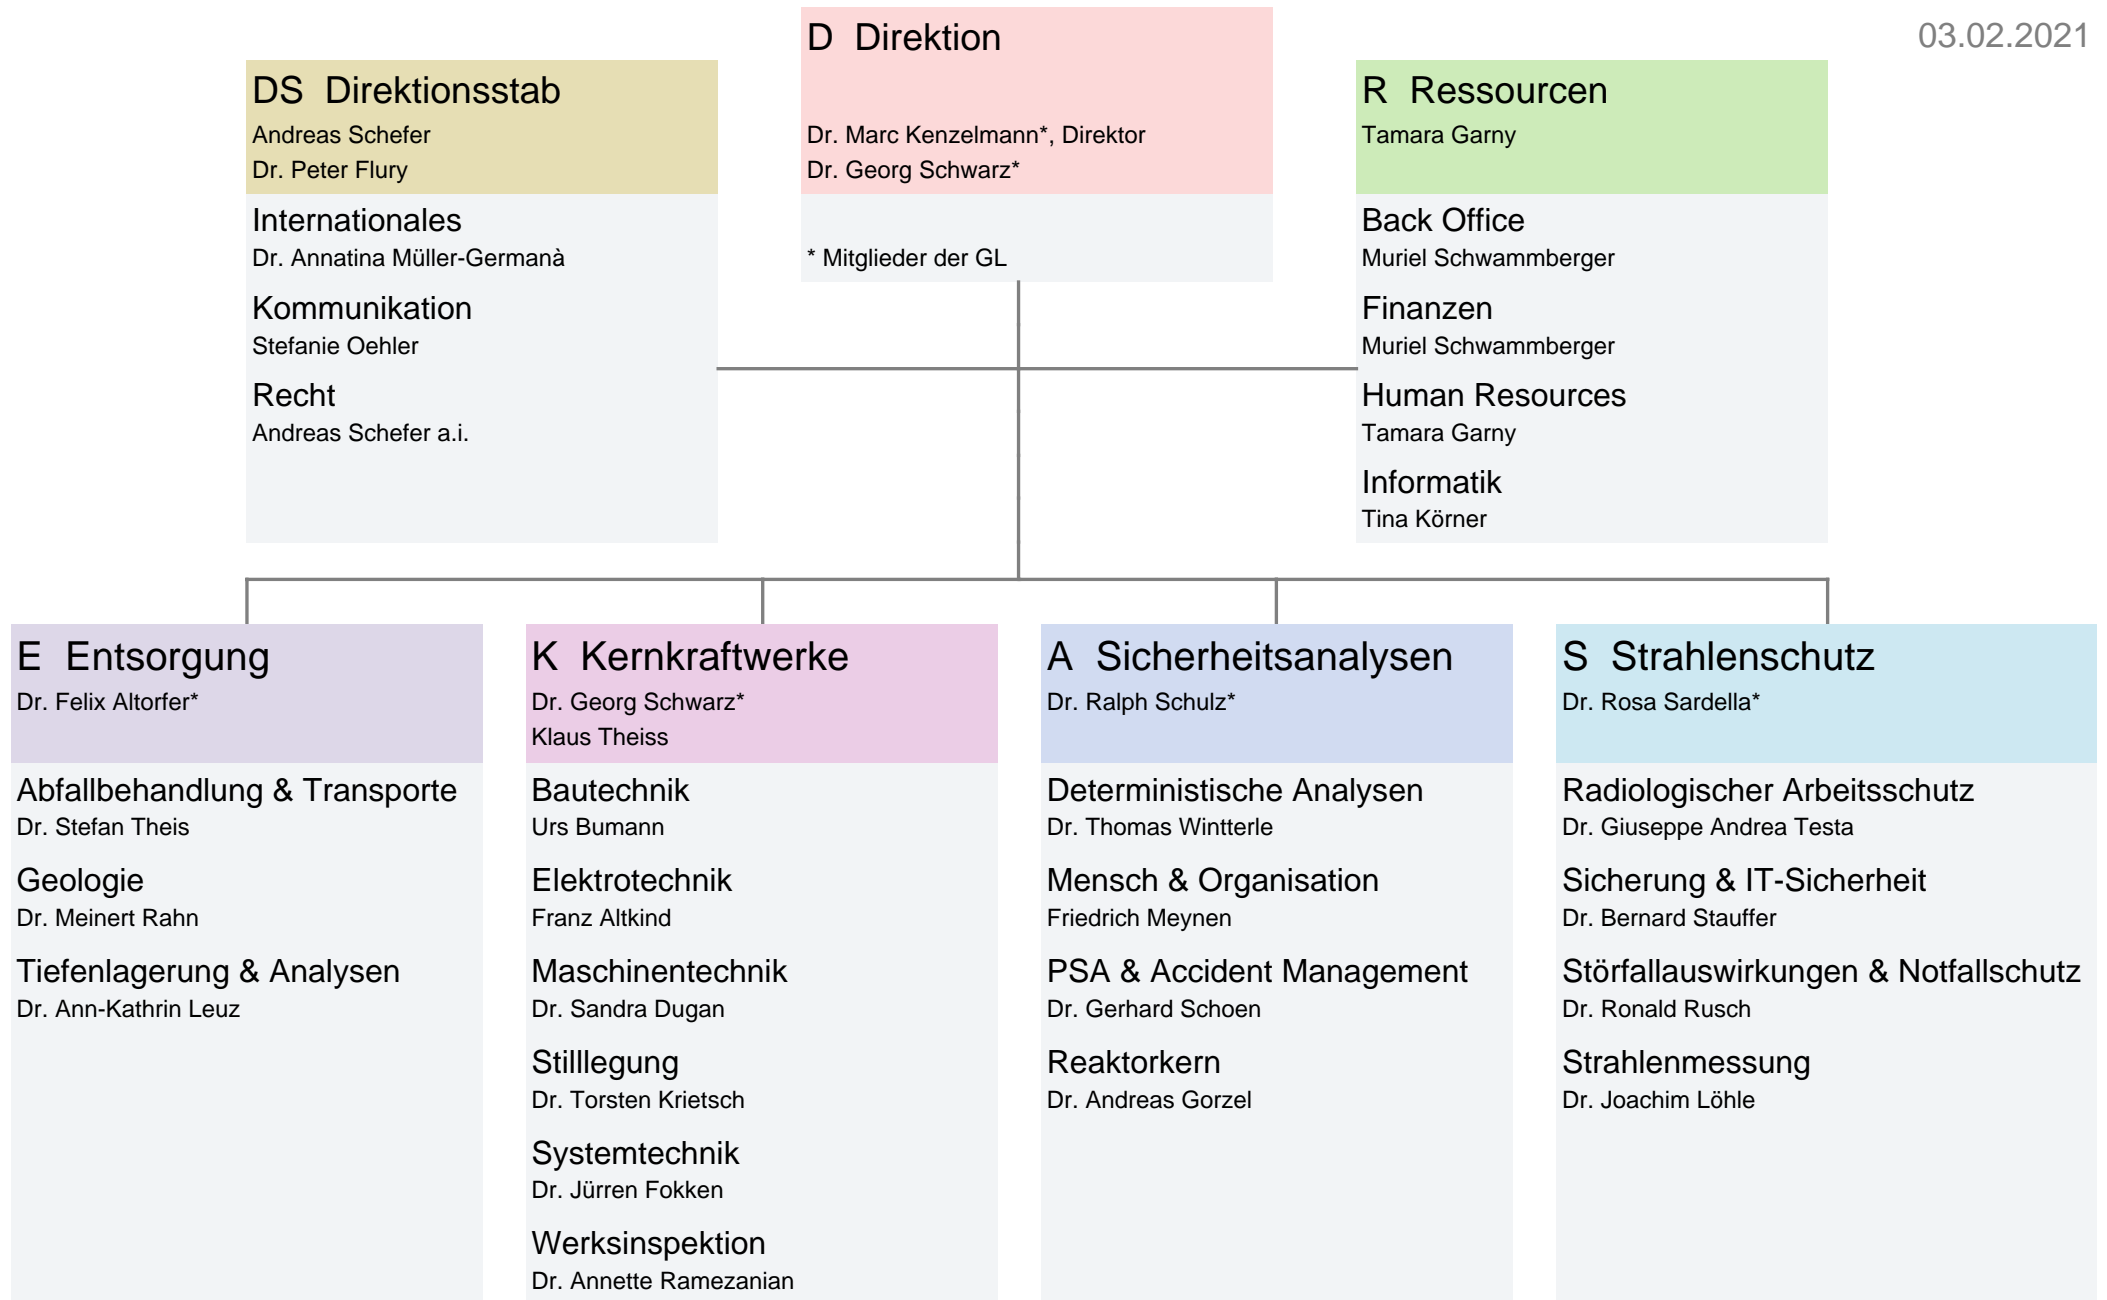 03.02.2021
D Direktion
Dr. Marc Kenzelmann*, Direktor
Dr. Georg Schwarz*
* Mitglieder der GL
DS Direktionsstab
Andreas Schefer
Dr. Peter Flury
Internationales
Dr. Annatina Müller-Germanà
Kommunikation
Stefanie Oehler
Recht
Andreas Schefer a.i.
R Ressourcen
Tamara Garny
Back Office
Muriel Schwammberger
Finanzen
Muriel Schwammberger
Human Resources
Tamara Garny
Informatik
Tina Körner
E Entsorgung
Dr. Felix Altorfer*
Abfallbehandlung & Transporte
Dr. Stefan Theis
Geologie
Dr. Meinert Rahn
Tiefenlagerung & Analysen
Dr. Ann-Kathrin Leuz
K Kernkraftwerke
Dr. Georg Schwarz*
Klaus Theiss
Bautechnik
Urs Bumann
Elektrotechnik
Franz Altkind
Maschinentechnik
Dr. Sandra Dugan
Stilllegung
Dr. Torsten Krietsch
Systemtechnik
Dr. Jürren Fokken
Werksinspektion
Dr. Annette Ramezanian
A Sicherheitsanalysen
Dr. Ralph Schulz*
Deterministische Analysen
Dr. Thomas Wintterle
Mensch & Organisation
Friedrich Meynen
PSA & Accident Management
Dr. Gerhard Schoen
Reaktorkern
Dr. Andreas Gorzel
S Strahlenschutz
Dr. Rosa Sardella*
Radiologischer Arbeitsschutz
Dr. Giuseppe Andrea Testa
Sicherung & IT-Sicherheit
Dr. Bernard Stauffer
Störfallauswirkungen & Notfallschutz
Dr. Ronald Rusch
Strahlenmessung
Dr. Joachim Löhle